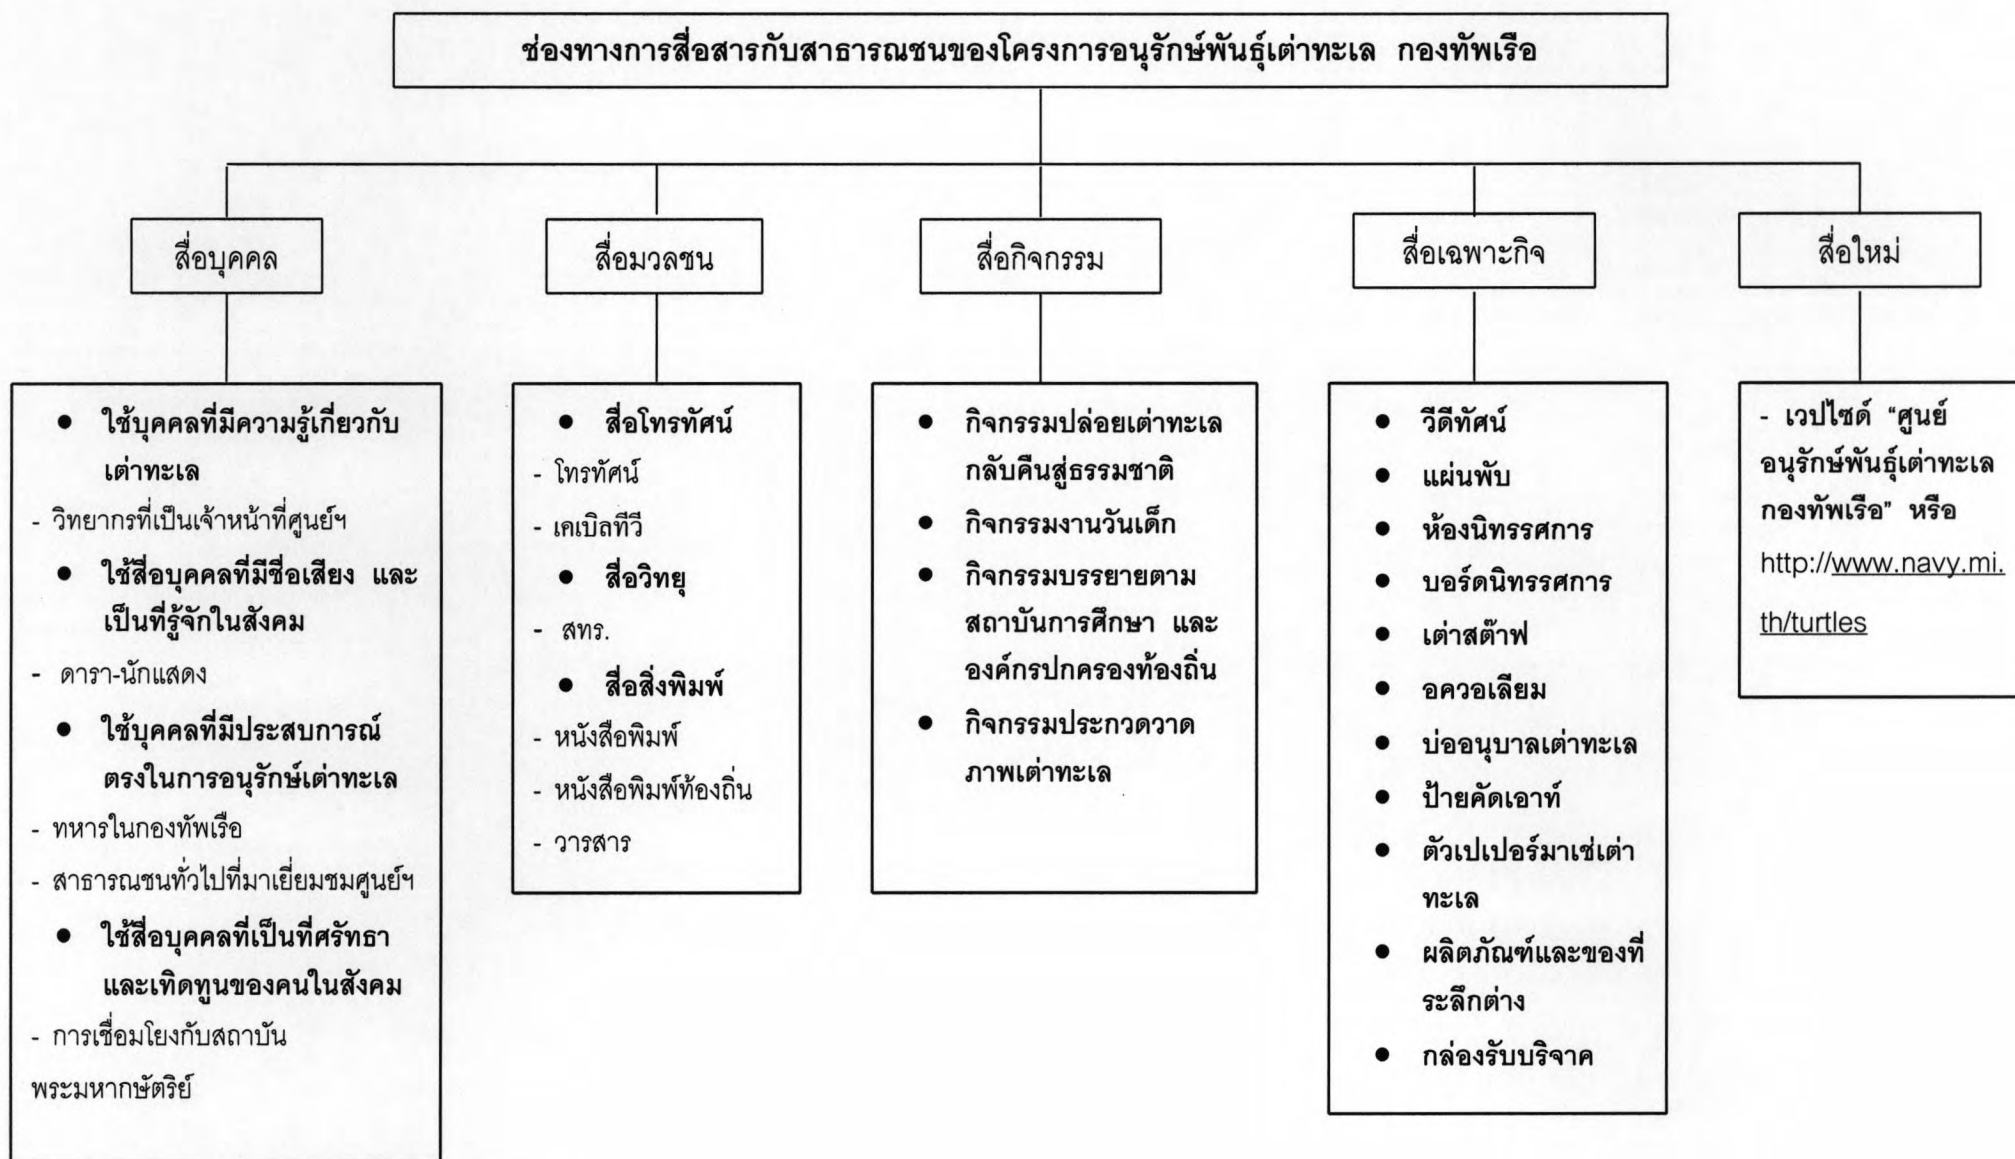 ช่องทางการสื่อสารกับสาธารณชนของโครงการอนุรักษ์พันธุ์เต่าทะเล กองทัพเรือ
สื่อบุคคล
● ใช้บุคคลที่มีความรู้เกี่ยวกับ
เต่าทะเล
- วิทยากรที่เป็นเจ้าหน้าที่ศูนย์ฯ
● ใช้สื่อบุคคลที่มีชื่อเสียง และ
เป็นที่รู้จักในสังคม
- ดารา-นักแสดง
● ใช้บุคคลที่มีประสบการณ์
ตรงในการอนุรักษ์เต่าทะเล
- ทหารในกองทัพเรือ
- สาธารณชนทั่วไปที่มาเยี่ยมชมศูนย์ฯ
● ใช้สื่อบุคคลที่เป็นที่ศรัทธา
และเทิดทูนของคนในสังคม
- การเชื่อมโยงกับสถาบัน
พระมหากษัตริย์
สื่อมวลชน
● สื่อโทรทัศน์
- โทรทัศน์
- เคเบิลทีวี
● สื่อวิทยุ
- สทร.
● สื่อสิ่งพิมพ์
- หนังสือพิมพ์
- หนังสือพิมพ์ท้องถิ่น
- วารสาร
สื่อกิจกรรม
● กิจกรรมปล่อยเต่าทะเล
กลับคืนสู่ธรรมชาติ
● กิจกรรมงานวันเด็ก
● กิจกรรมบรรยายตาม
สถาบันการศึกษา และ
องค์กรปกครองท้องถิ่น
● กิจกรรมประกวดวาด
ภาพเต่าทะเล
สื่อเฉพาะกิจ
● วีดีทัศน์
● แผ่นพับ
● ห้องนิทรรศการ
● บอร์ดนิทรรศการ
● เต่าสต๊าฟ
● อควอเลียม
● บ่ออนุบาลเต่าทะเล
● ป้ายคัดเอาท์
● ตัวเปเปอร์มาเช่เต่า
ทะเล
● ผลิตภัณฑ์และของที่
ระลึกต่าง
● กล่องรับบริจาค
สื่อใหม่
- เวปไซด์ “ศูนย์
อนุรักษ์พันธุ์เต่าทะเล
กองทัพเรือ” หรือ
http://www.navy.mi.
th/turtles